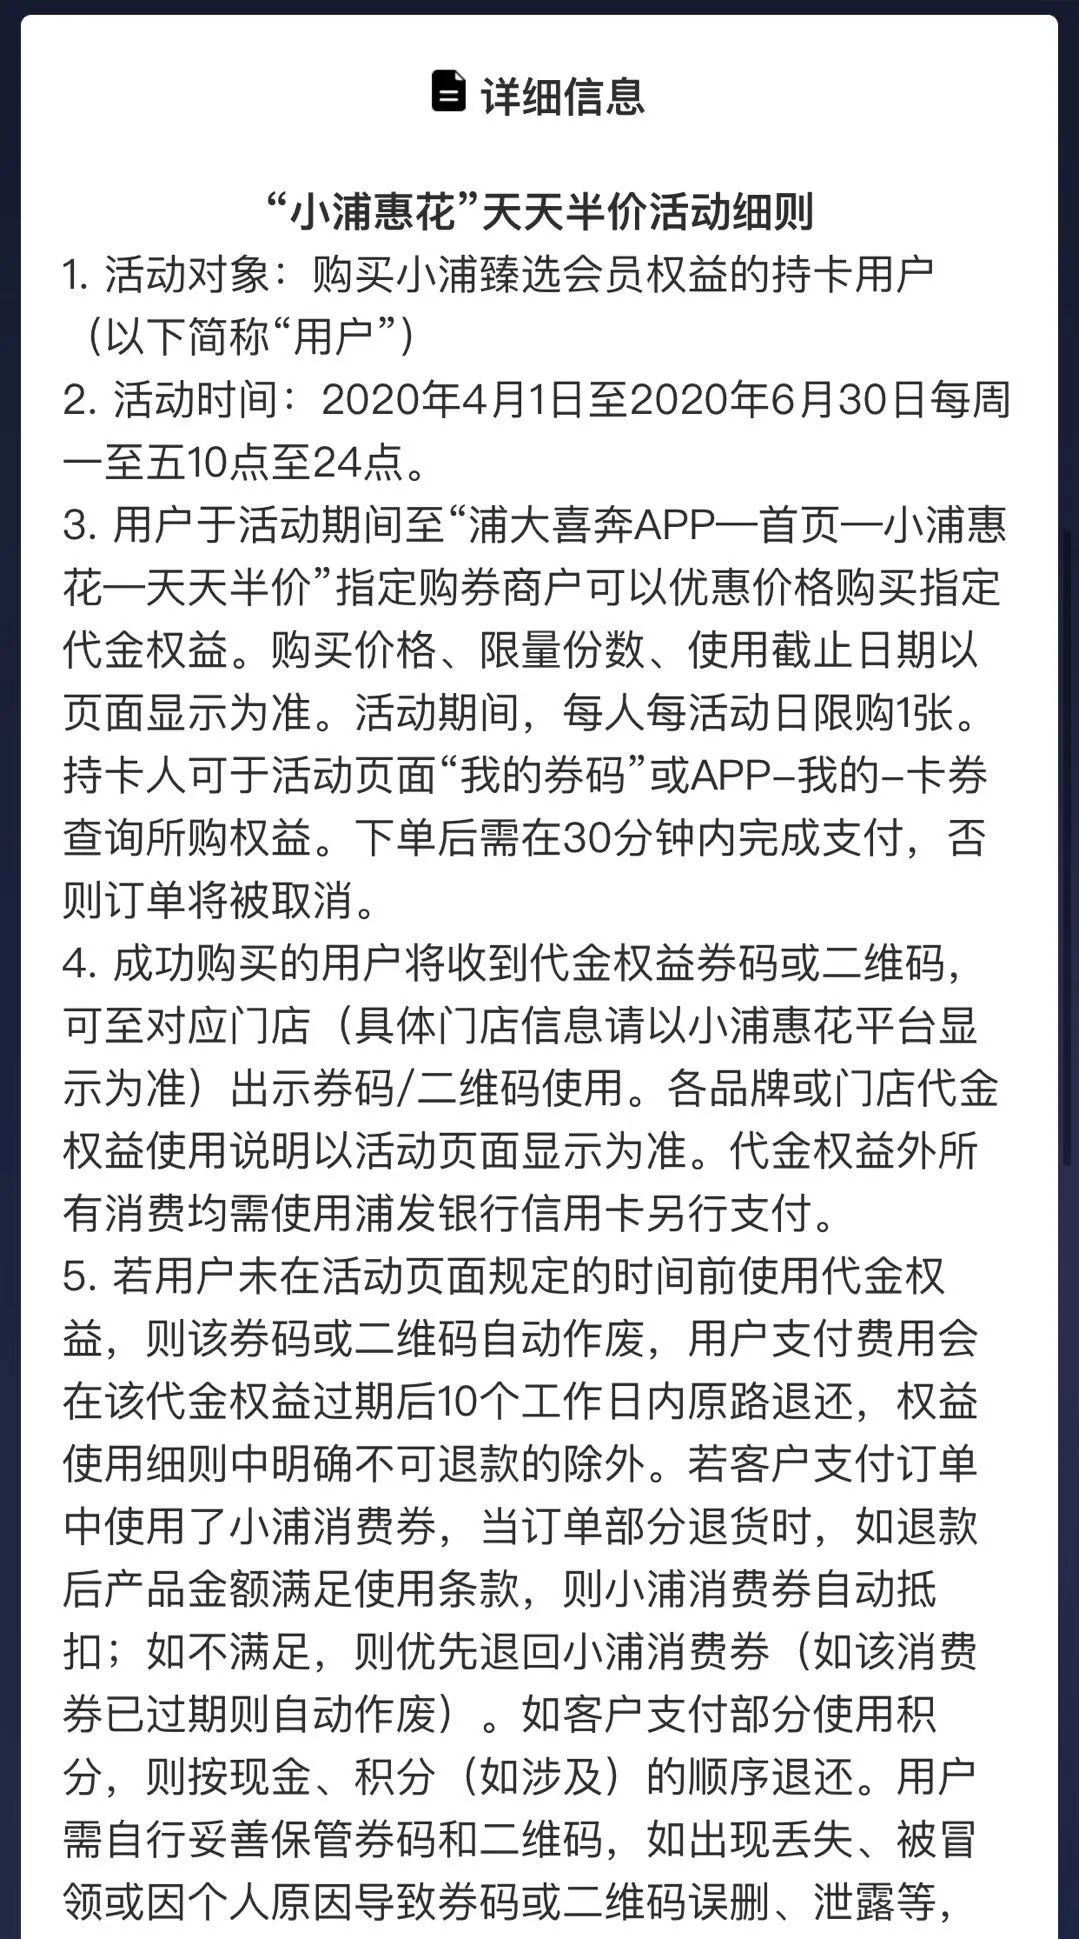 详细信息
“小浦惠花”天天半价活动细则
1. 活动对象：购买小浦臻选会员权益的持卡用户
（以下简称“用户”）
2. 活动时间：2020年4月1日至2020年6月30日每周
一至五10点至24点。
3. 用户于活动期间至“浦大喜奔APP—首页—小浦惠
花—天天半价”指定购券商户可以优惠价格购买指定
代金权益。购买价格、限量份数、使用截止日期以
页面显示为准。活动期间，每人每活动日限购1张。
持卡人可于活动页面“我的券码”或APP-我的-卡券
查询所购权益。下单后需在30分钟内完成支付，否
则订单将被取消。
4. 成功购买的用户将收到代金权益券码或二维码，
可至对应门店（具体门店信息请以小浦惠花平台显
示为准）出示券码/二维码使用。各品牌或门店代金
权益使用说明以活动页面显示为准。代金权益外所
有消费均需使用浦发银行信用卡另行支付。
5. 若用户未在活动页面规定的时间前使用代金权
益，则该券码或二维码自动作废，用户支付费用会
在该代金权益过期后10个工作日内原路退还，权益
使用细则中明确不可退款的除外。若客户支付订单
中使用了小浦消费券，当订单部分退货时，如退款
后产品金额满足使用条款，则小浦消费券自动抵
扣；如不满足，则优先退回小浦消费券（如该消费
券已过期则自动作废）。如客户支付部分使用积
分，则按现金、积分（如涉及）的顺序退还。用户
需自行妥善保管券码和二维码，如出现丢失、被冒
领或因个人原因导致券码或二维码误删、泄露等，